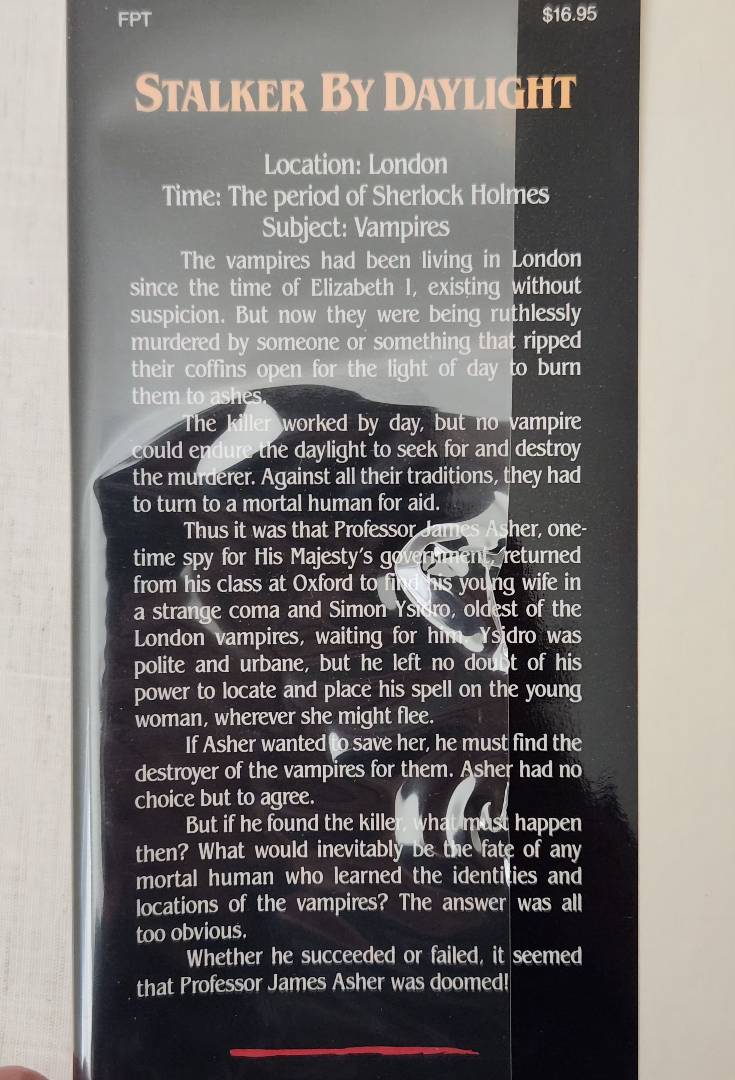 FPT
$16.95
STALKER BY DAYLIGHT
Location: London
Time: The period of Sherlock Holmes
Subject: Vampires
The vampires had been living in London
since the time of Elizabeth I, existing without
suspicion. But now they were being ruthlessly
murdered by someone or something that ripped
their coffins open for the light of day to burn
them to ashes.
The killer worked by day, but no vampire
could endure the daylight to seek for and destroy
the murderer. Against all their traditions, they had
to turn to a mortal human for aid.
Thus it was that Professor James Asher, one-
time spy for His Majesty's government, returned
from his class at Oxford to find his young wife in
a strange coma and Simon Ysidro, oldest of the
London vampires, waiting for him. Ysidro was
polite and urbane, but he left no doubt of his
power to locate and place his spell on the young
woman, wherever she might flee.
If Asher wanted to save her, he must find the
destroyer of the vampires for them. Asher had no
choice but to agree.
But if he found the killer, what must happen
then? What would inevitably be the fate of any
mortal human who learned the identities and
locations of the vampires? The answer was all
too obvious.
Whether he succeeded or failed, it seemed
that Professor James Asher was doomed!